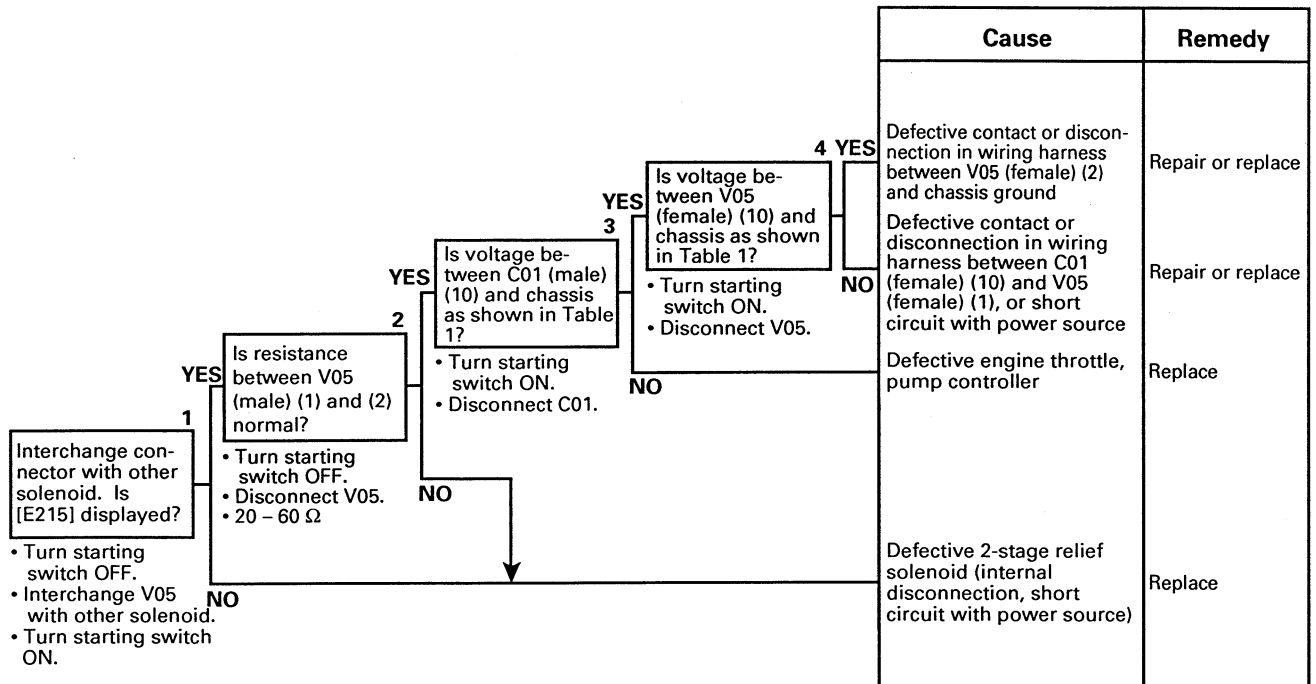 Cause
Remedy
1
Interchange con-
nector with other
solenoid. Is
[E215] displayed?
• Turn starting
switch OFF.
• Interchange V05
with other solenoid.
• Turn starting switch
ON.
YES
NO
2
Is resistance
between V05
(male) (1) and (2)
normal?
• Turn starting
switch OFF.
• Disconnect V05.
• 20 – 60 Ω
YES
NO
3
Is voltage be-
tween C01 (male)
(10) and chassis
as shown in Table
1?
• Turn starting
switch ON.
• Disconnect C01.
YES
NO
4
Is voltage be-
tween V05
(female) (10) and
chassis as shown
in Table 1?
• Turn starting
switch ON.
• Disconnect V05.
YES
NO
Defective contact or discon-
nection in wiring harness
between V05 (female) (2)
and chassis ground
Repair or replace
Defective contact or
disconnection in wiring
harness between C01
(female) (10) and V05
(female) (1), or short
circuit with power source
Repair or replace
Defective engine throttle,
pump controller
Replace
Defective 2-stage relief
solenoid (internal
disconnection, short
circuit with power source)
Replace